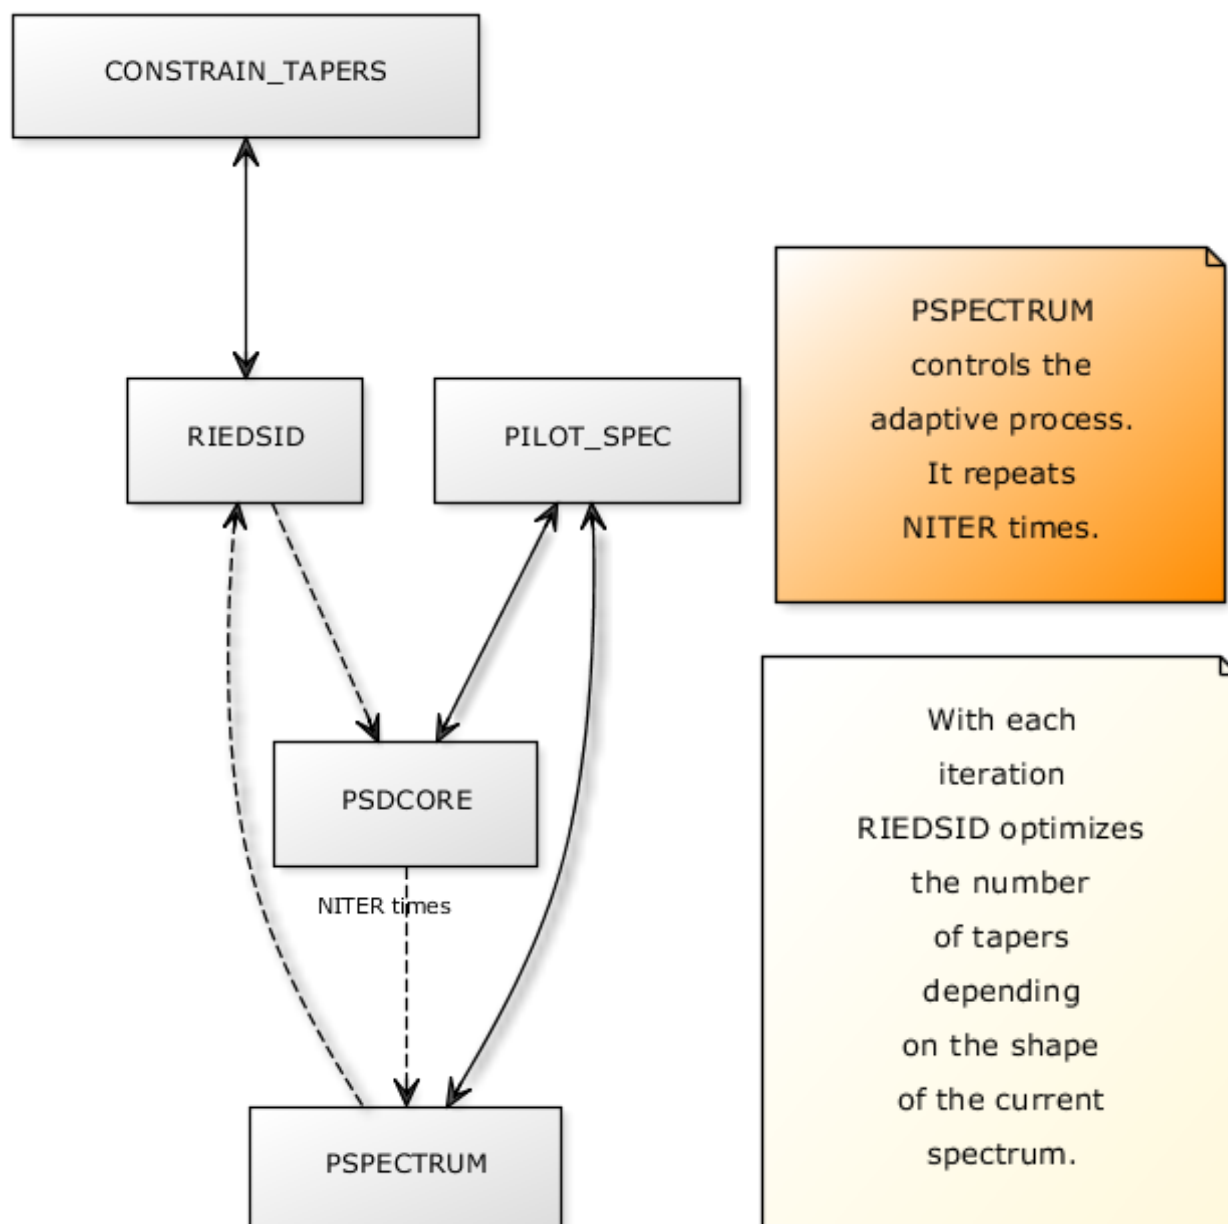 CONSTRAIN_TAPERS
RIEDSID
PILOT_SPEC
PSDCORE
NITER times
PSPECTRUM
PSPECTRUM
controls the
adaptive process.
It repeats
NITER times.
With each
iteration
RIEDSID optimizes
the number
of tapers
depending
on the shape
of the current
spectrum.